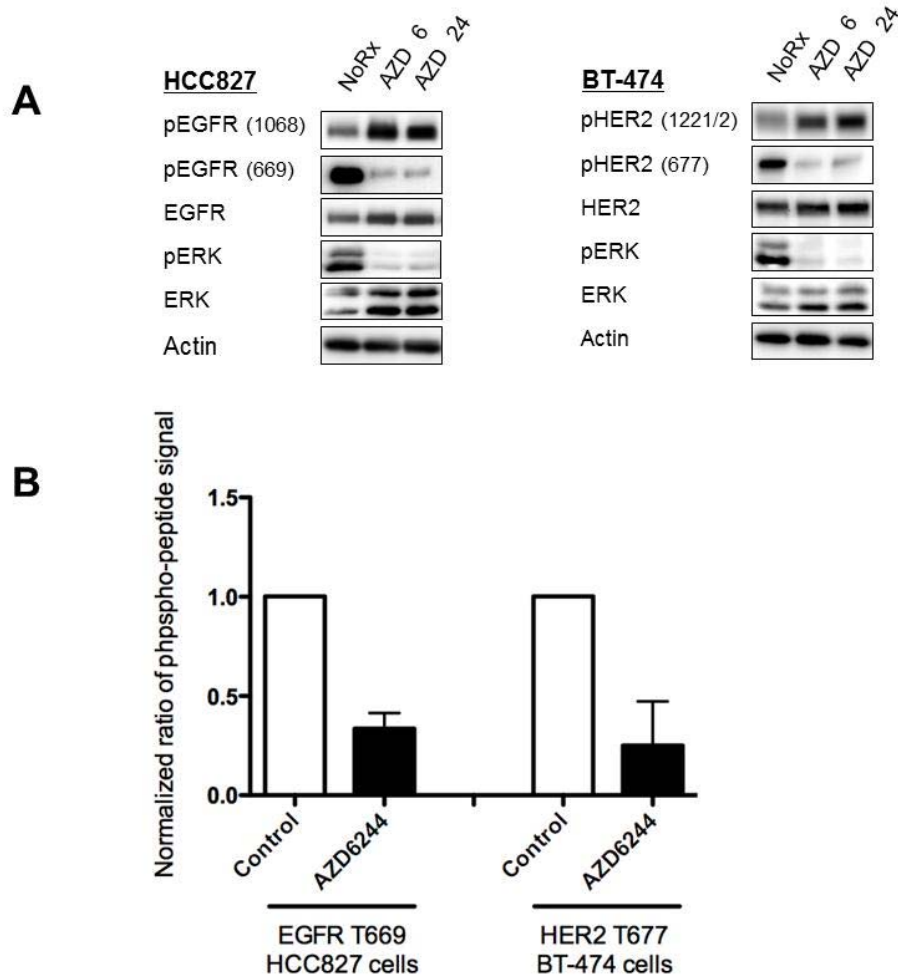 A
HCC827
NoRx
AZD 6
AZD 24
pEGFR (1068)
pEGFR (669)
EGFR
pERK
ERK
Actin
BT-474
NoRx
AZD 6
AZD 24
pHER2 (1221/2)
pHER2 (677)
HER2
pERK
ERK
Actin
B
Normalized ratio of phpspho-peptide signal
1.5
1.0
0.5
0.0
Control
AZD6244
Control
AZD6244
EGFR T669
HCC827 cells
HER2 T677
BT-474 cells